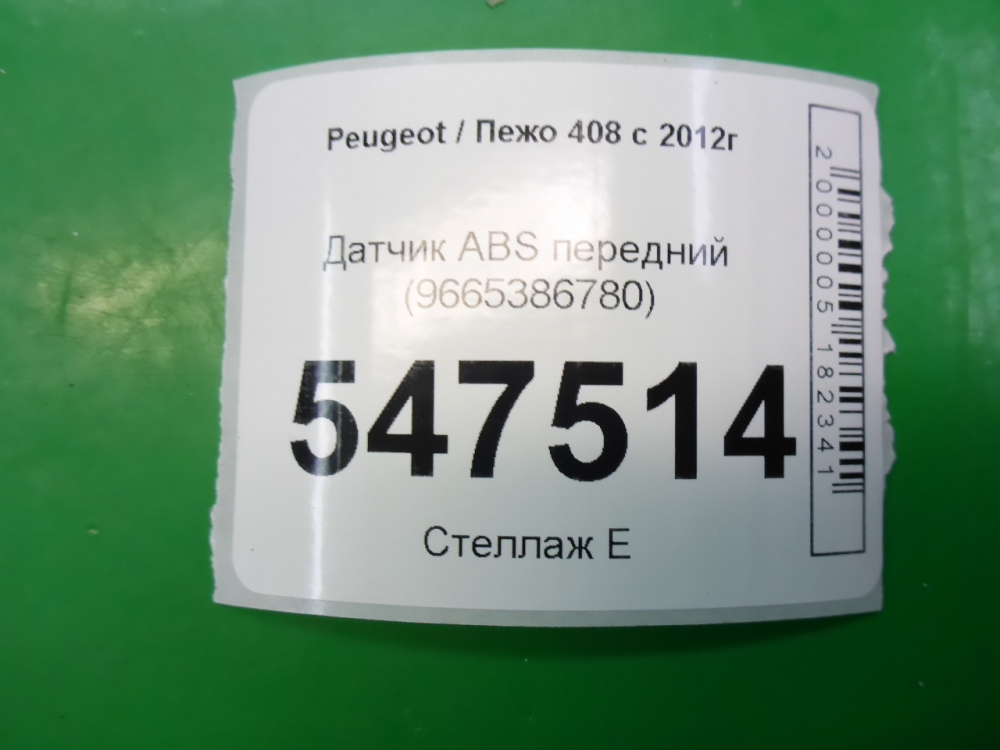 Peugeot / Пежо 408 с 2012г
Датчик ABS передний
(9665386780)
547514
Стеллаж E
2000005182341